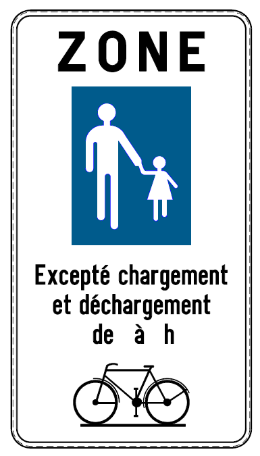 ZONE
Excepté chargement
et déchargement
de à h